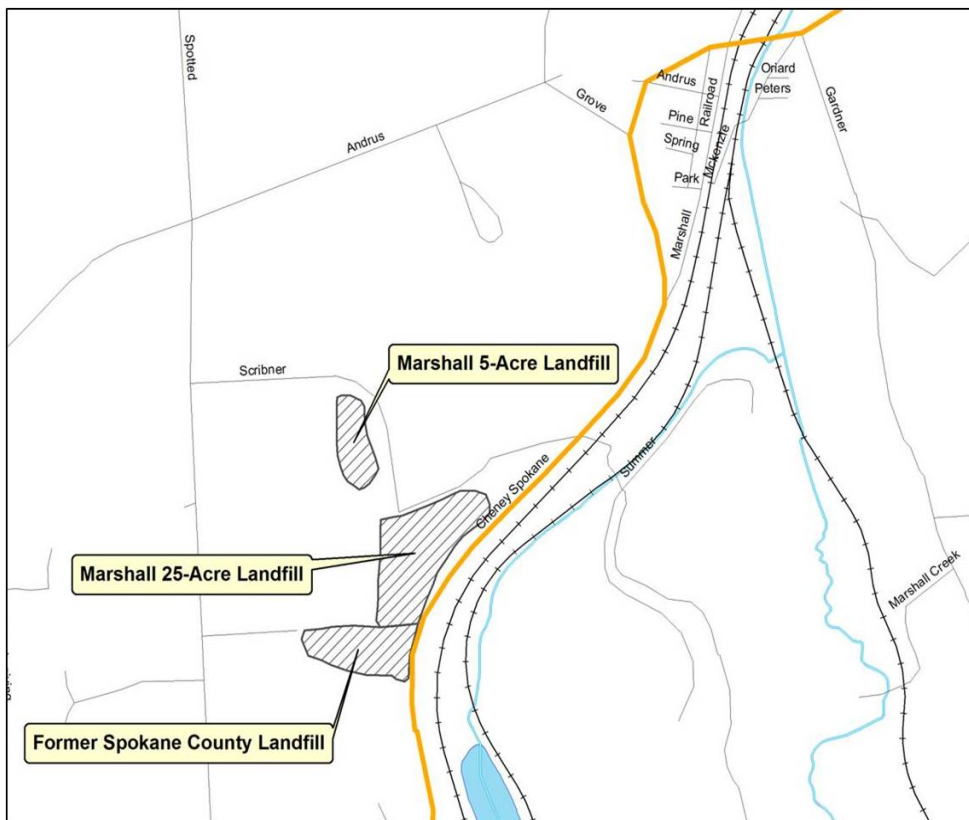 Spotted
Oriard
Andrus
Peters
Railroad
Gardner
Grove
Pine
Andrus
Spring
Mckenzie
Park
Marshall
Marshall 5-Acre Landfill
Scribner
Summer
Cheney Spokane
Marshall 25-Acre Landfill
Marshall Creek
Former Spokane County Landfill